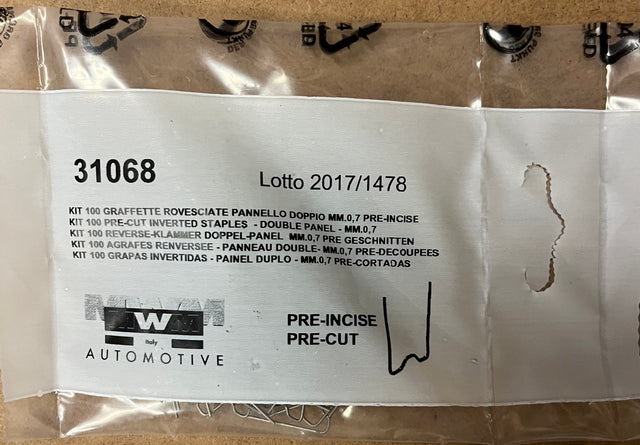 31068
Lotto 2017/1478
KIT 100 GRAFFETTE ROVESCIATE PANNELLO DOPPIO MM.0,7 PRE-INCISE
KIT 100 PRE-CUT INVERTED STAPLES - DOUBLE PANEL - MM.0,7
KIT 100 REVERSE-KLAMMER DOPPEL-PANEL MM.0,7 PRE GESCHNITTEN
KIT 100 AGRAFES RENVERSEE - PANNEAU DOUBLE- MM.0,7 PRE-DECOUPEES
KIT 100 GRAPAS INVERTIDAS - PAINEL DUPLO - MM.0,7 PRE-CORTADAS
W
Italy
AUTOMOTIVE
PRE-INCISE
PRE-CUT